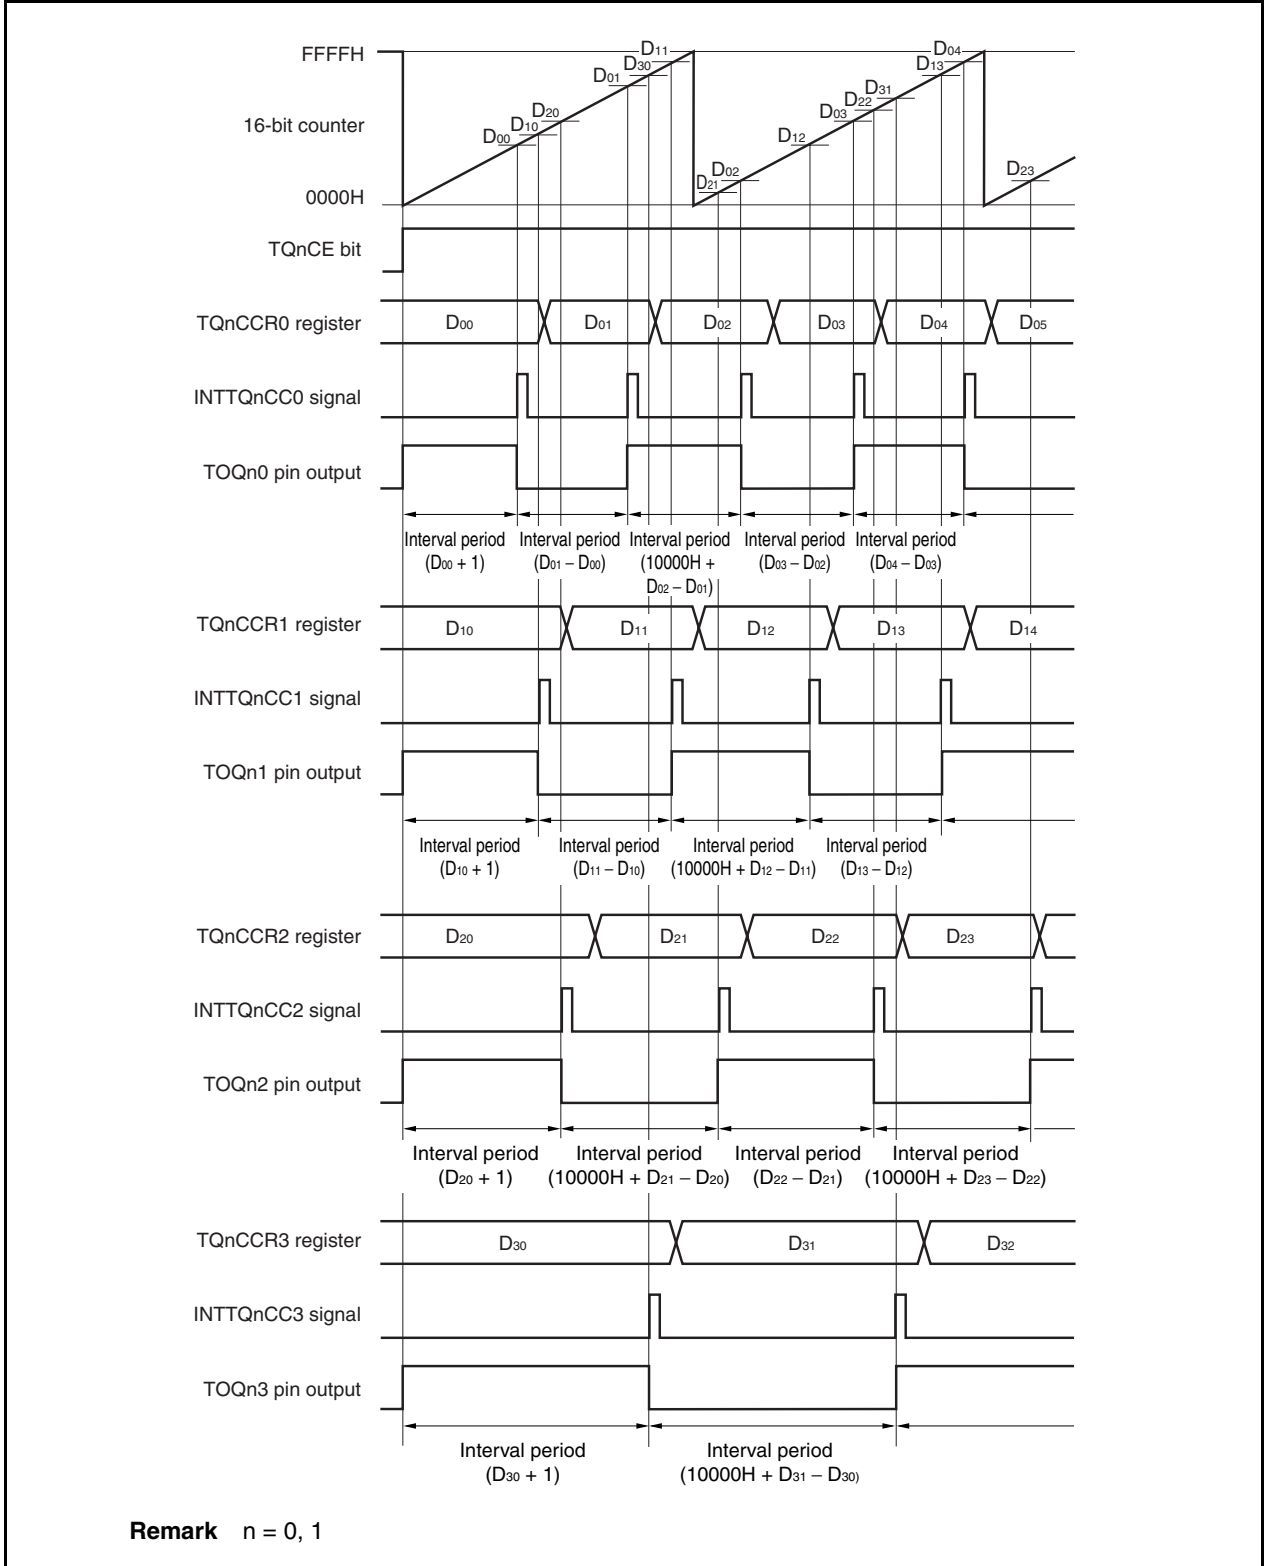 FFFFH
16-bit counter
0000H
D00
D10
D20
D01
D30
D11
D21
D02
D12
D03
D22
D31
D13
D04
D23
TQnCE bit
TQnCCR0 register
D00
D01
D02
D03
D04
D05
INTTQnCC0 signal
TOQn0 pin output
Interval period
(D00 + 1)
Interval period
(D01 − D00)
Interval period
(10000H +
D02 − D01)
Interval period
(D03 − D02)
Interval period
(D04 − D03)
TQnCCR1 register
D10
D11
D12
D13
D14
INTTQnCC1 signal
TOQn1 pin output
Interval period
(D10 + 1)
Interval period
(D11 − D10)
Interval period
(10000H + D12 − D11)
Interval period
(D13 − D12)
TQnCCR2 register
D20
D21
D22
D23
INTTQnCC2 signal
TOQn2 pin output
Interval period
(D20 + 1)
Interval period
(10000H + D21 − D20)
Interval period
(D22 − D21)
Interval period
(10000H + D23 − D22)
TQnCCR3 register
D30
D31
D32
INTTQnCC3 signal
TOQn3 pin output
Interval period
(D30 + 1)
Interval period
(10000H + D31 − D30)
Remark n = 0, 1